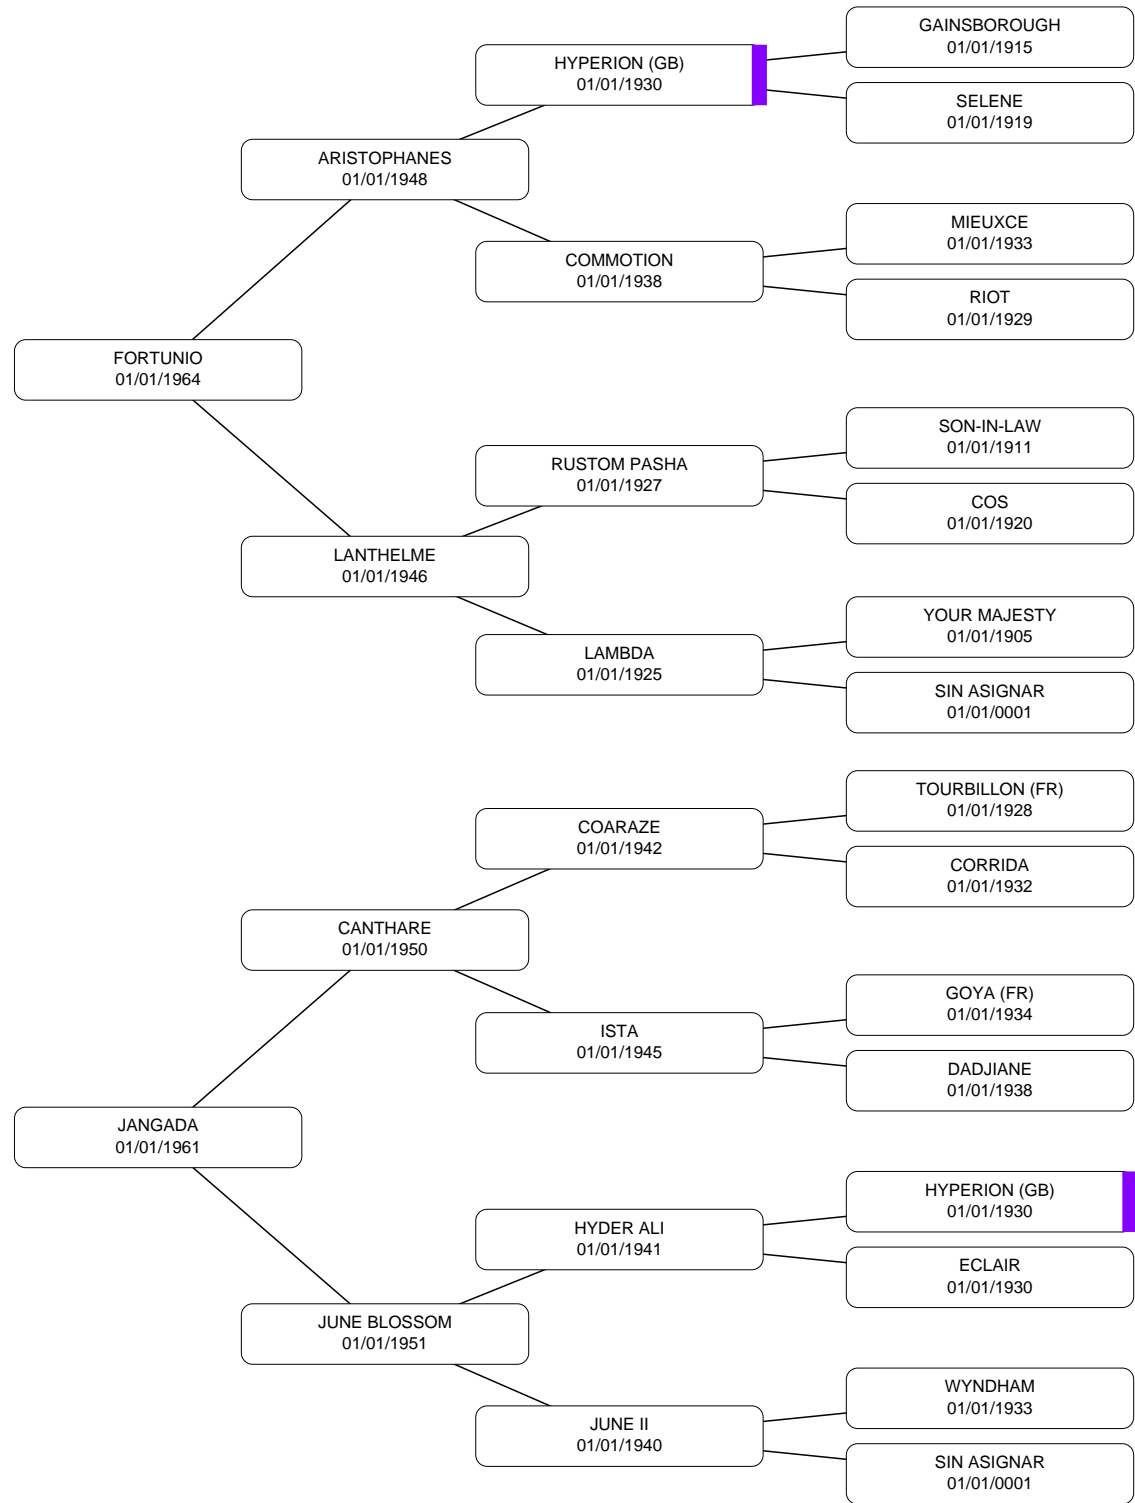 GAINSBOROUGH
01/01/1915
HYPERION (GB)
01/01/1930
SELENE
01/01/1919
ARISTOPHANES
01/01/1948
MIEUXCE
01/01/1933
COMMOTION
01/01/1938
RIOT
01/01/1929
FORTUNIO
01/01/1964
SON-IN-LAW
01/01/1911
RUSTOM PASHA
01/01/1927
COS
01/01/1920
LANTHELME
01/01/1946
YOUR MAJESTY
01/01/1905
LAMBDA
01/01/1925
SIN ASIGNAR
01/01/0001
TOURBILLON (FR)
01/01/1928
COARAZE
01/01/1942
CORRIDA
01/01/1932
CANTHARE
01/01/1950
GOYA (FR)
01/01/1934
ISTA
01/01/1945
DADJIANE
01/01/1938
JANGADA
01/01/1961
HYPERION (GB)
01/01/1930
HYDER ALI
01/01/1941
ECLAIR
01/01/1930
JUNE BLOSSOM
01/01/1951
WYNDHAM
01/01/1933
JUNE II
01/01/1940
SIN ASIGNAR
01/01/0001